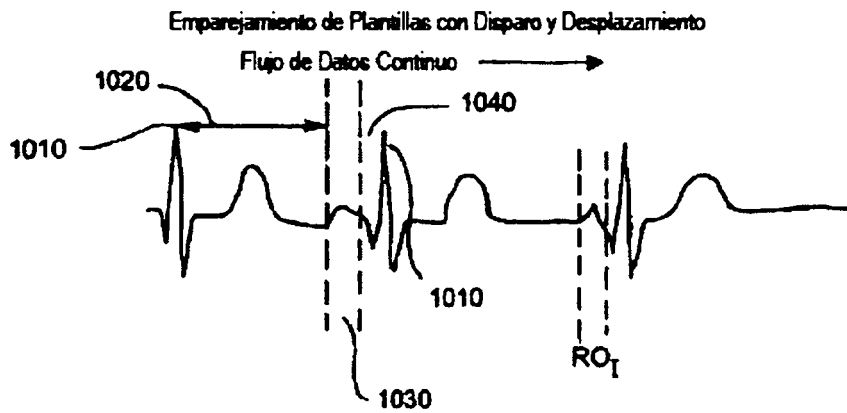 Emparejamiento de Plantillas con Disparo y Desplazamiento
Flujo de Datos Continuo
1020
1040
1010
1010
ROI
1030